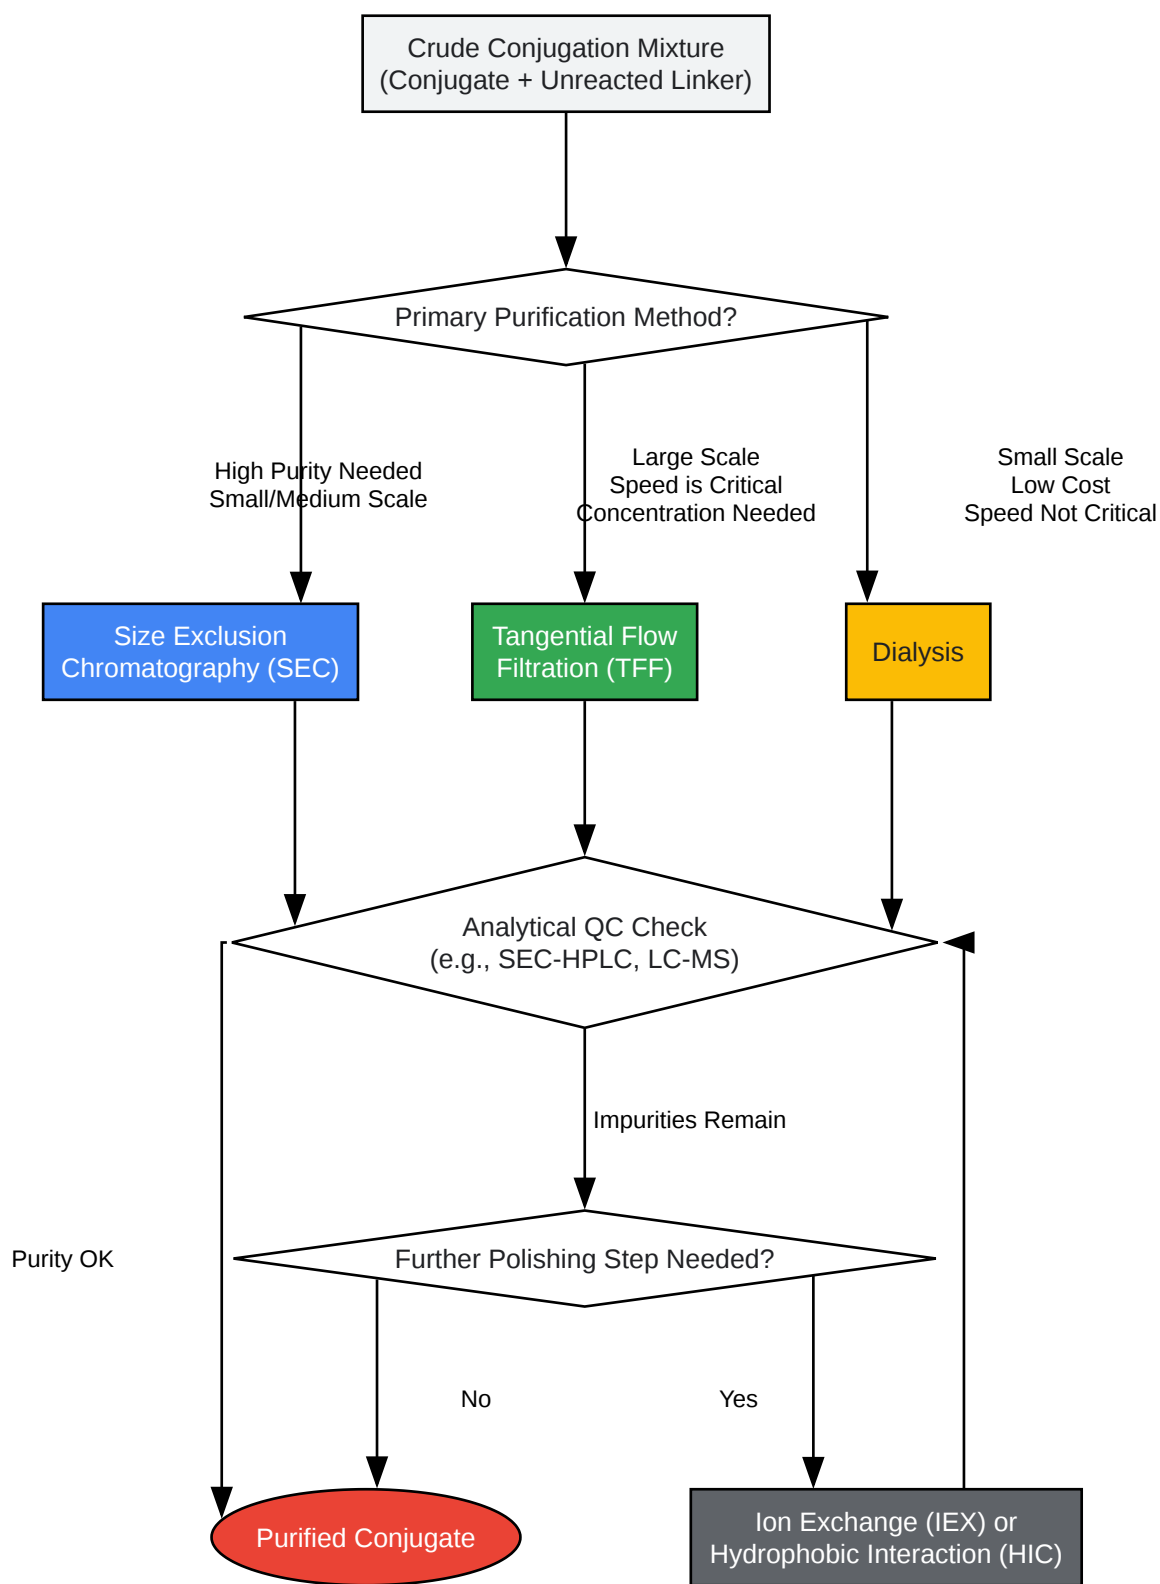 Crude Conjugation Mixture
(Conjugate + Unreacted Linker)
Primary Purification Method?
High Purity Needed
Small/Medium Scale
Large Scale
Speed is Critical
Concentration Needed
Small Scale
Low Cost
Speed Not Critical
Size Exclusion
Chromatography (SEC)
Tangential Flow
Filtration (TFF)
Dialysis
Analytical QC Check
(e.g., SEC-HPLC, LC-MS)
Impurities Remain
Purity OK
Further Polishing Step Needed?
No
Yes
Purified Conjugate
Ion Exchange (IEX) or
Hydrophobic Interaction (HIC)